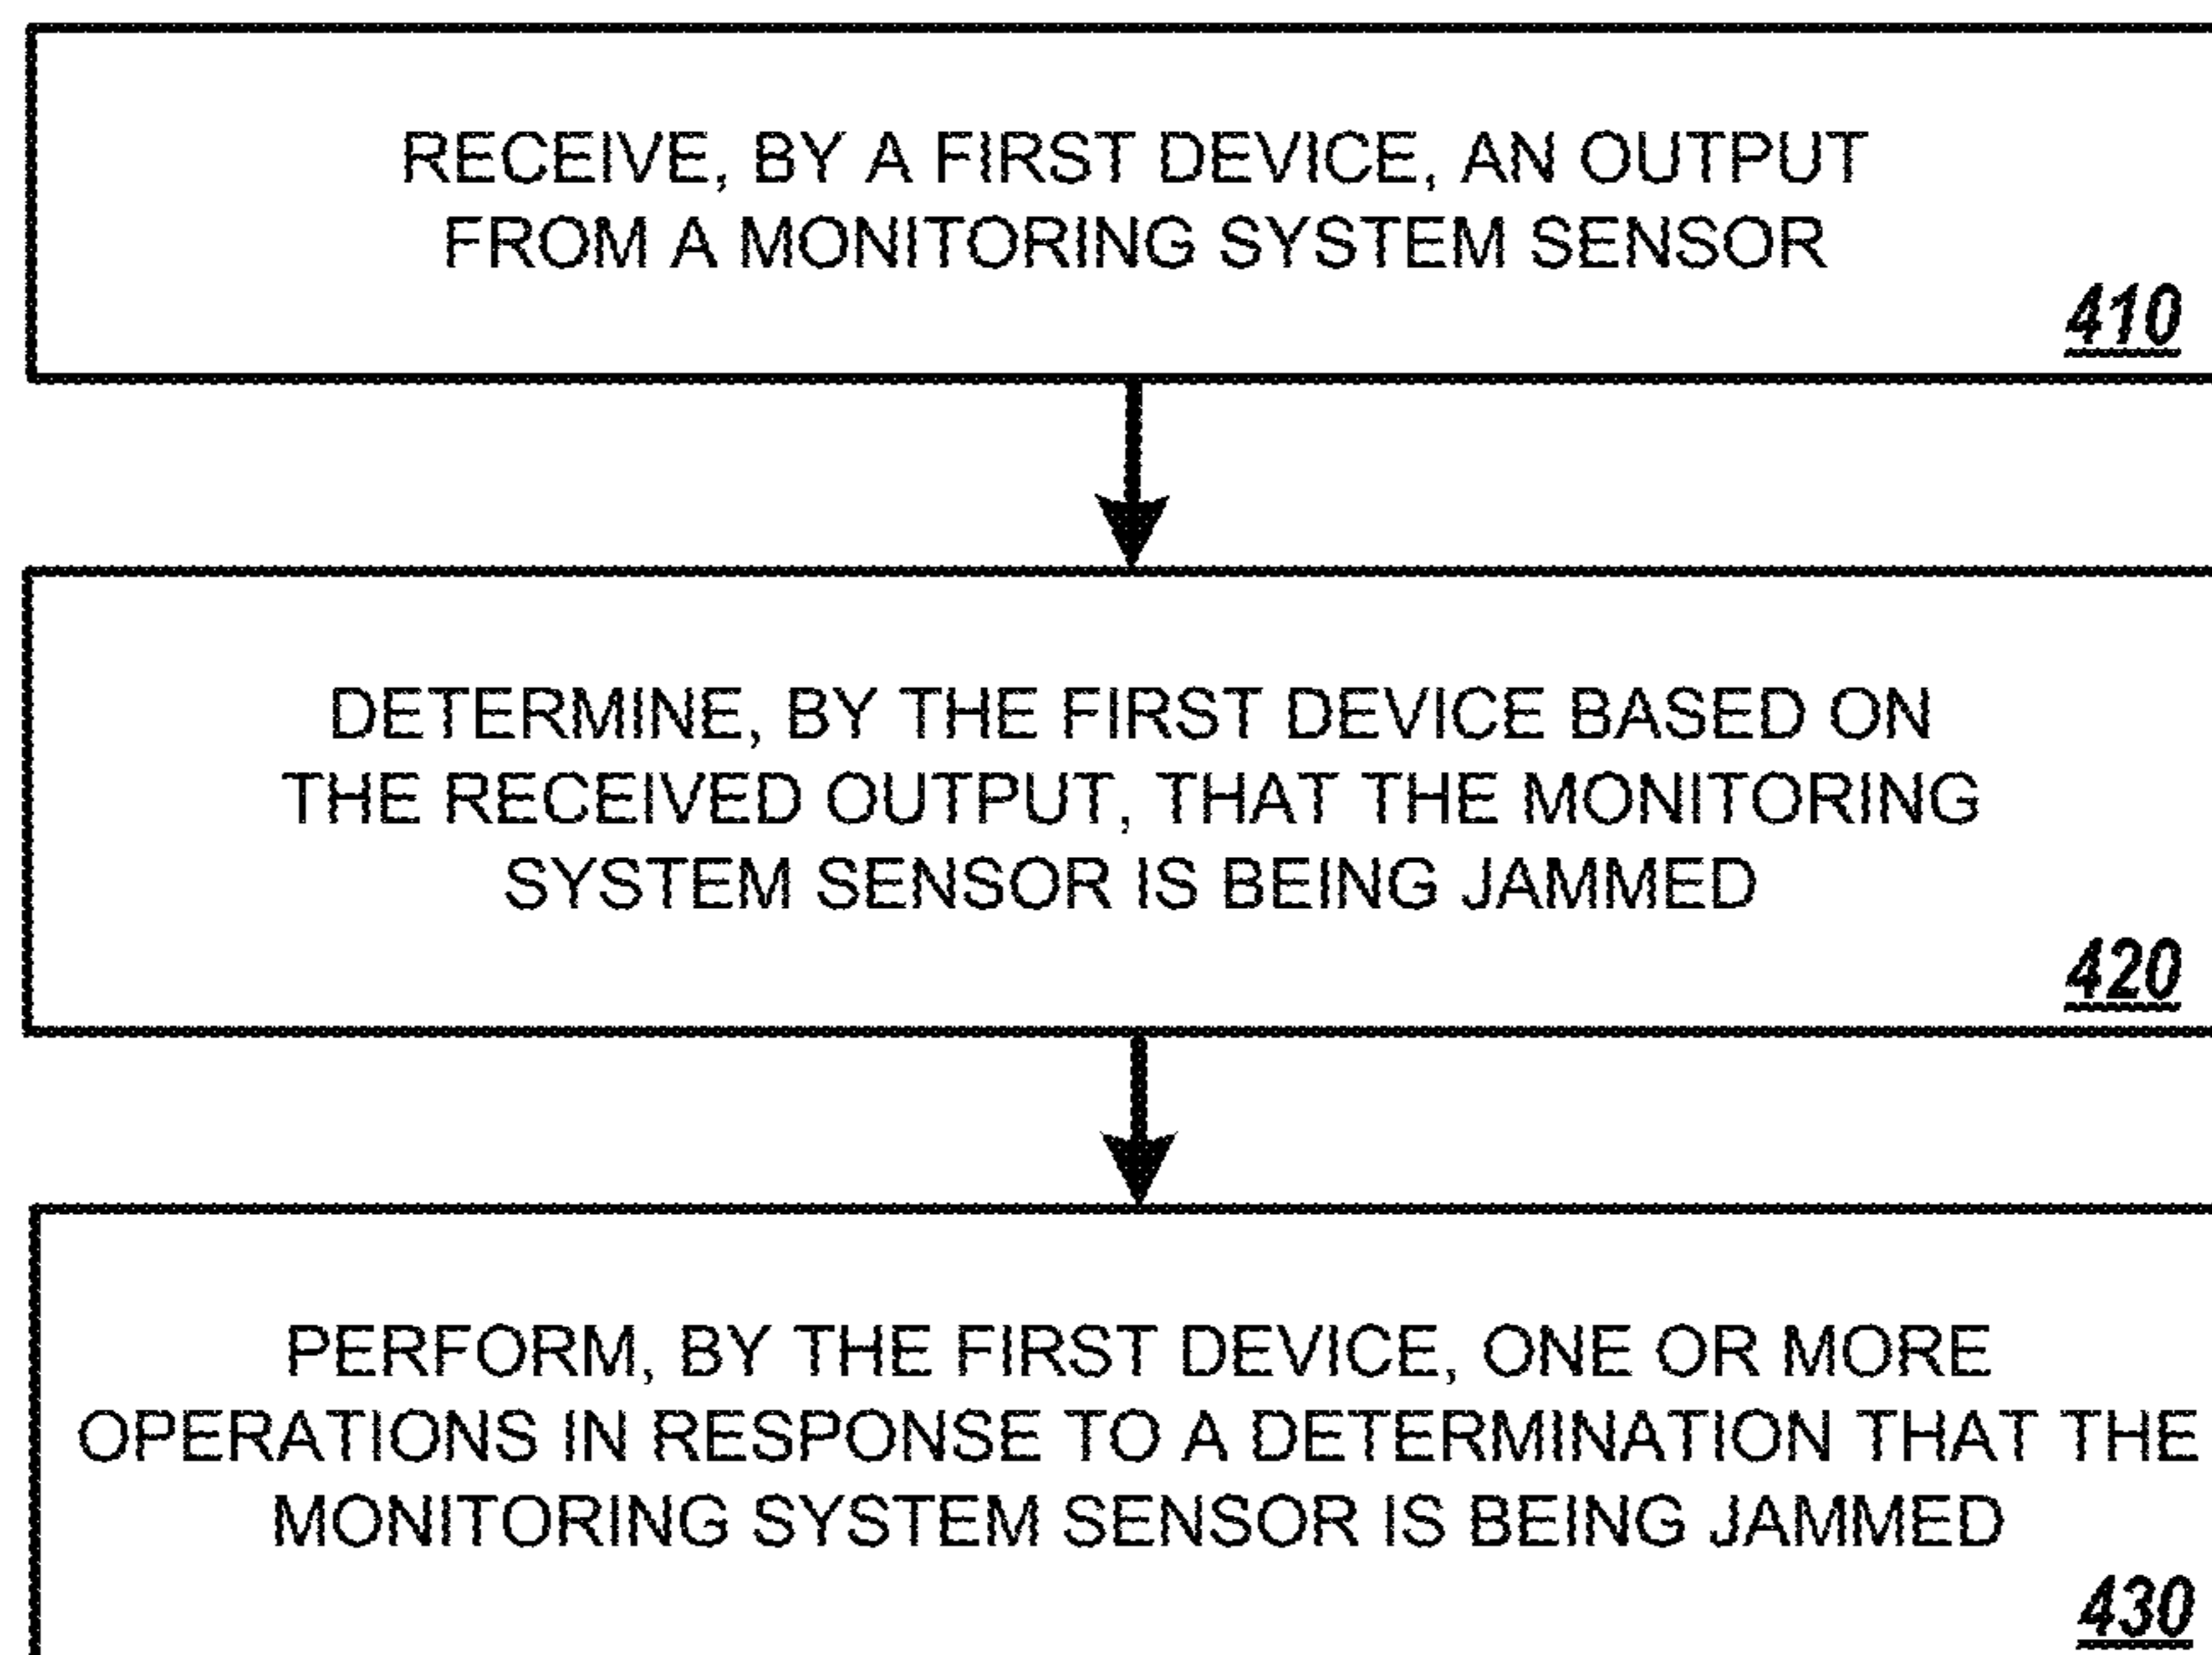 RECEIVE, BY A FIRST DEVICE, AN OUTPUT
FROM A MONITORING SYSTEM SENSOR
410
DETERMINE, BY THE FIRST DEVICE BASED ON
THE RECEIVED OUTPUT, THAT THE MONITORING
SYSTEM SENSOR IS BEING JAMMED
420
PERFORM, BY THE FIRST DEVICE, ONE OR MORE
OPERATIONS IN RESPONSE TO A DETERMINATION THAT THE
MONITORING SYSTEM SENSOR IS BEING JAMMED
430